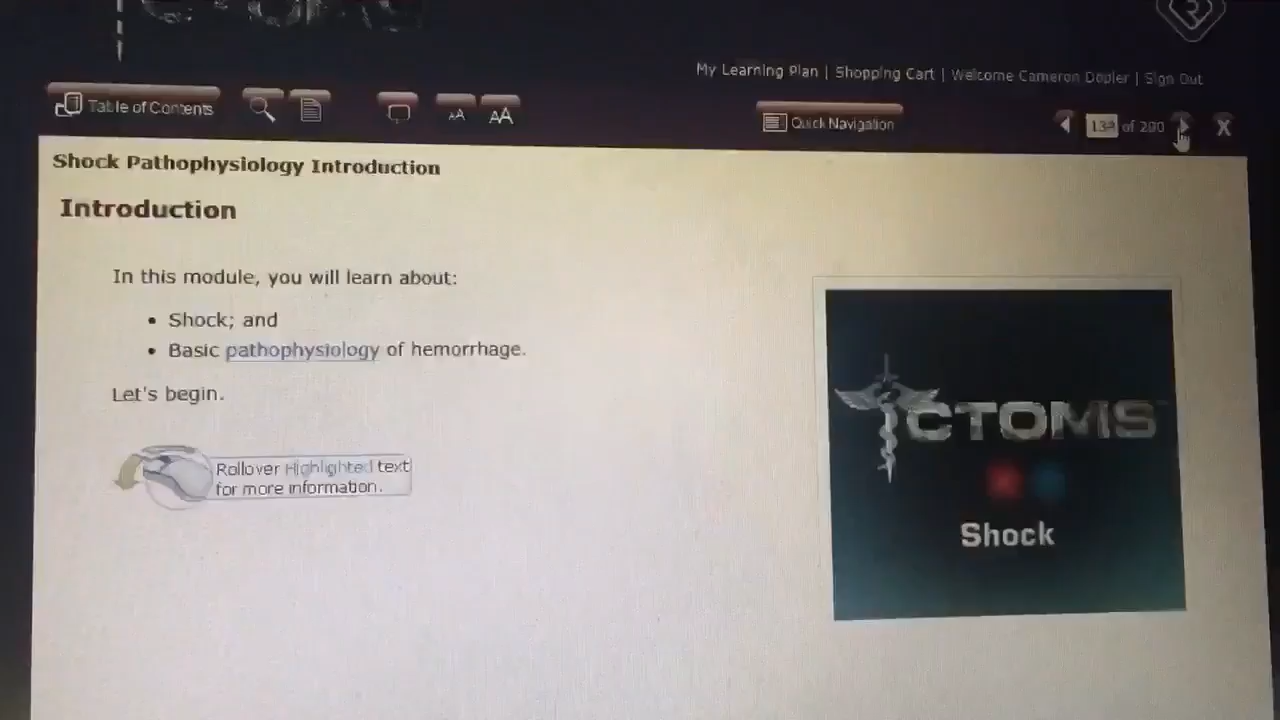 My Learning Plan | Shopping Cart | Welcome Cameron Dopler | Sign Out
Table of Contents
AA
AA
Quick Navigation
of 200
X
Shock Pathophysiology Introduction
Introduction
In this module, you will learn about:
• Shock; and
• Basic pathophysiology of hemorrhage.
Let's begin.
Rollover Highlighted text
for more information.
CTOMS
Shock